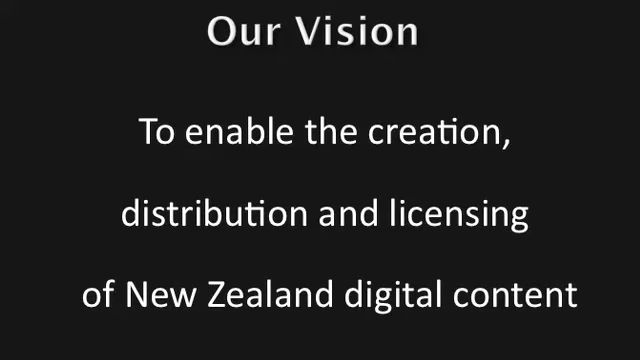 Our Vision
To enable the creation,
distribution and licensing
of New Zealand digital content